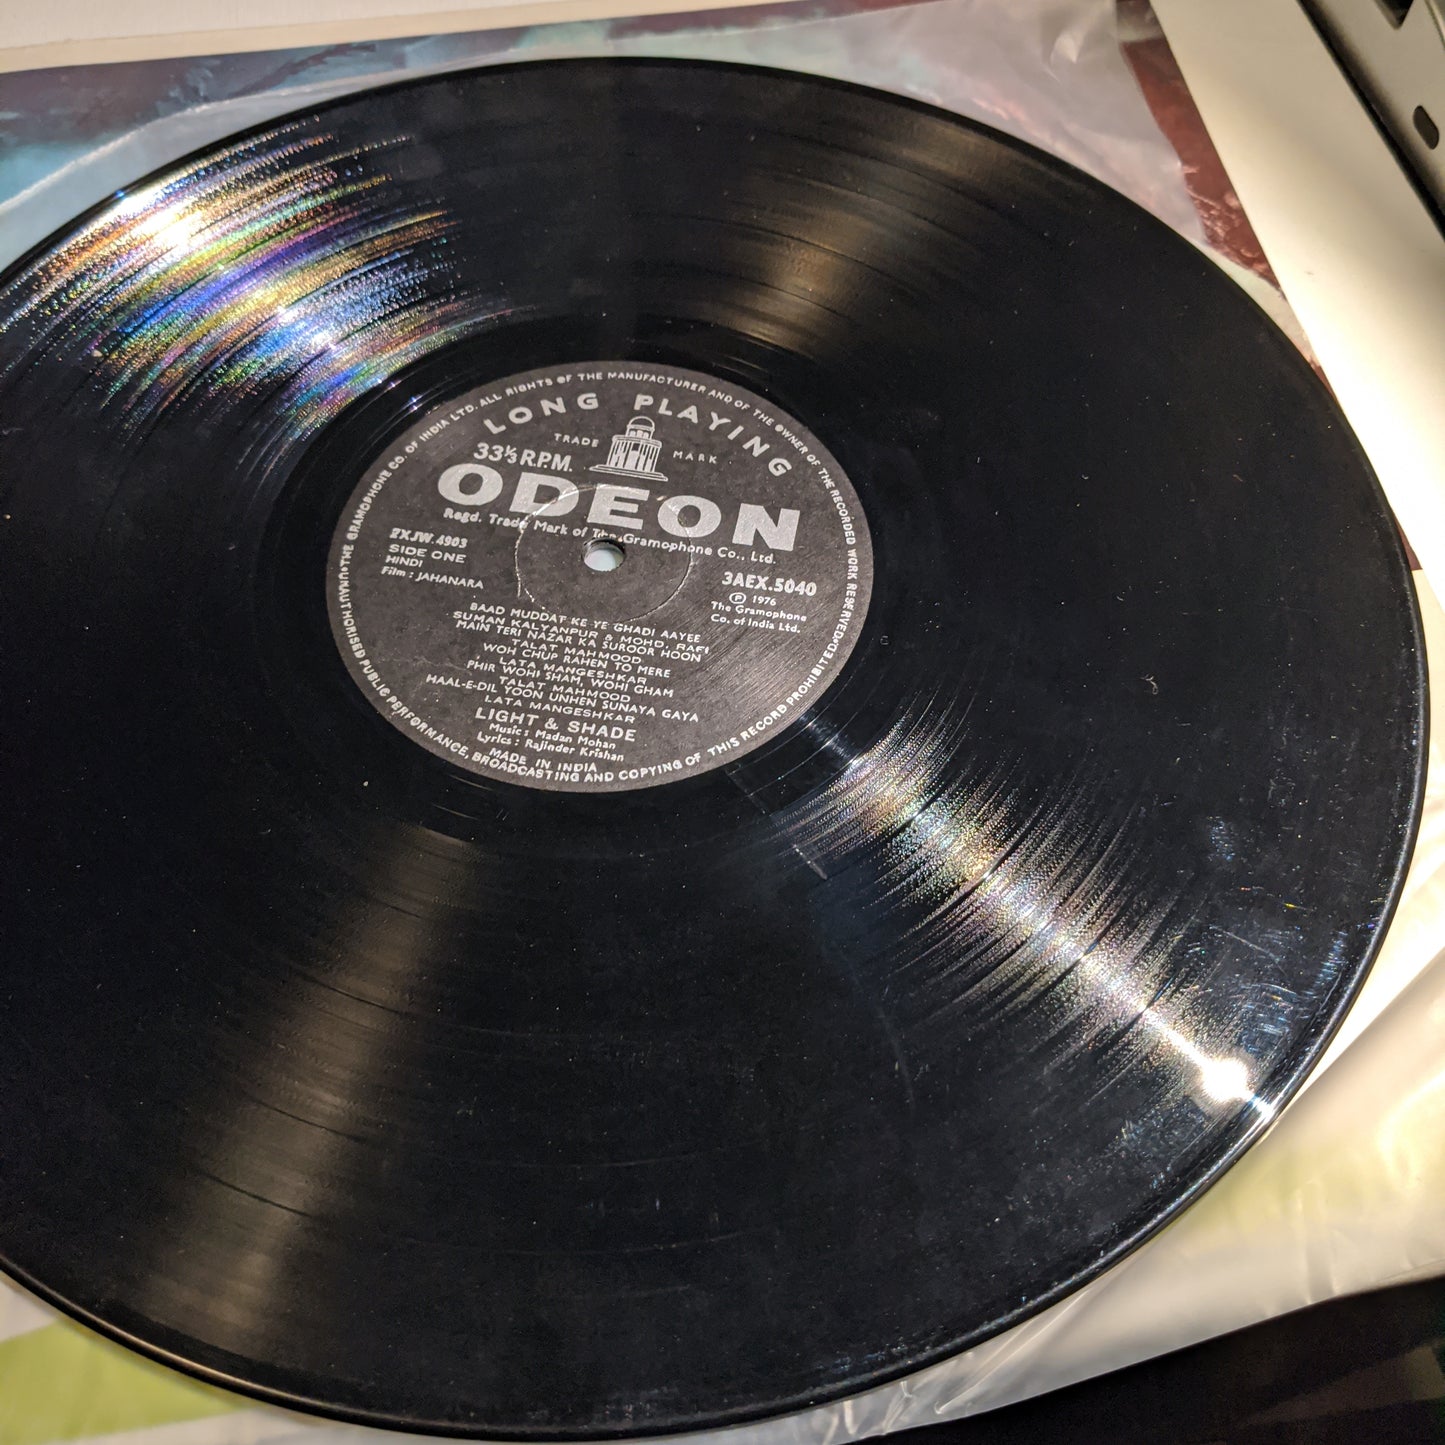 UNAUTHORISED PUBLIC PERFORMANCE, BROADCASTING AND COPYING OF THIS RECORD PROHIBITED
THE GRAMOPHONE CO. OF INDIA LTD. ALL RIGHTS OF THE MANUFACTURER AND OF THE OWNER OF THE RECORDED WORK RESERVED
LONG PLAYING
TRADE MARK
33⅓ R.P.M.
ODEON
Regd. Trade Mark of The Gramophone Co., Ltd.
2XJW.4903
SIDE ONE
HINDI
Film : JAHANARA
3AEX.5040
℗ 1976
The Gramophone
Co. of India Ltd.
BAAD MUDDAT KE YE GHADI AAYEE
SUMAN KALYANPUR & MOHD. RAFI
MAIN TERI NAZAR KA SUROOR HOON
TALAT MAHMOOD
WOH CHUP RAHEN TO MERE
LATA MANGESHKAR
PHIR WOHI SHAM, WOHI GHAM
TALAT MAHMOOD
HAAL-E-DIL YOON UNHEN SUNAYA GAYA
LATA MANGESHKAR
LIGHT & SHADE
Music : Madan Mohan
Lyrics : Rajinder Krishan
MADE IN INDIA